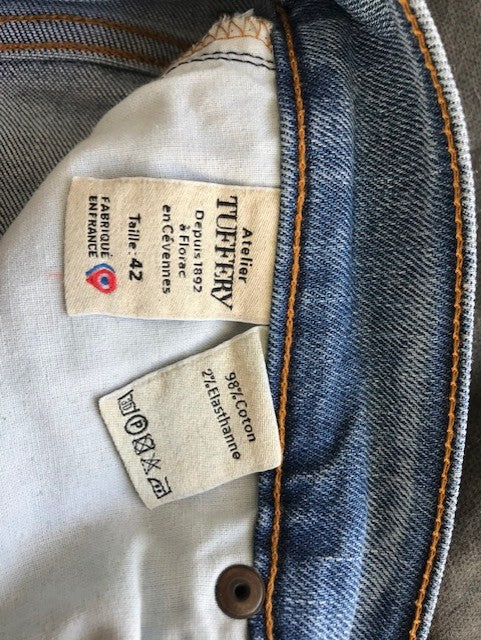 Atelier
TUFFERY
Depuis 1892
à Florac
en Cévennes
Taille 42
FABRIQUÉ
EN FRANCE
98% Coton
2% Elasthanne
P